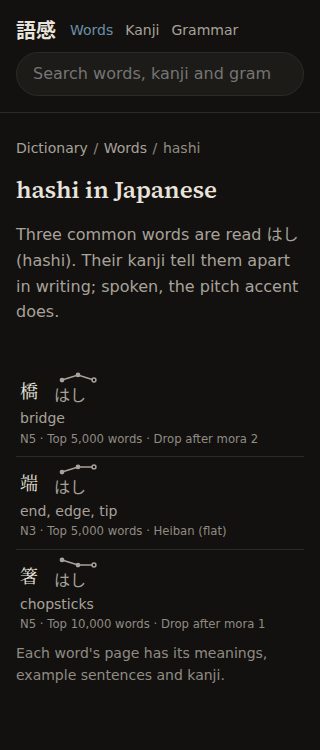 語感 Words Kanji Grammar
Search words, kanji and gram
Dictionary / Words / hashi
hashi in Japanese
Three common words are read はし
(hashi). Their kanji tell them apart
in writing; spoken, the pitch accent
does.
橋 はし
bridge
N5 · Top 5,000 words · Drop after mora 2
端 はし
end, edge, tip
N3 · Top 5,000 words · Heiban (flat)
箸 はし
chopsticks
N5 · Top 10,000 words · Drop after mora 1
Each word's page has its meanings,
example sentences and kanji.